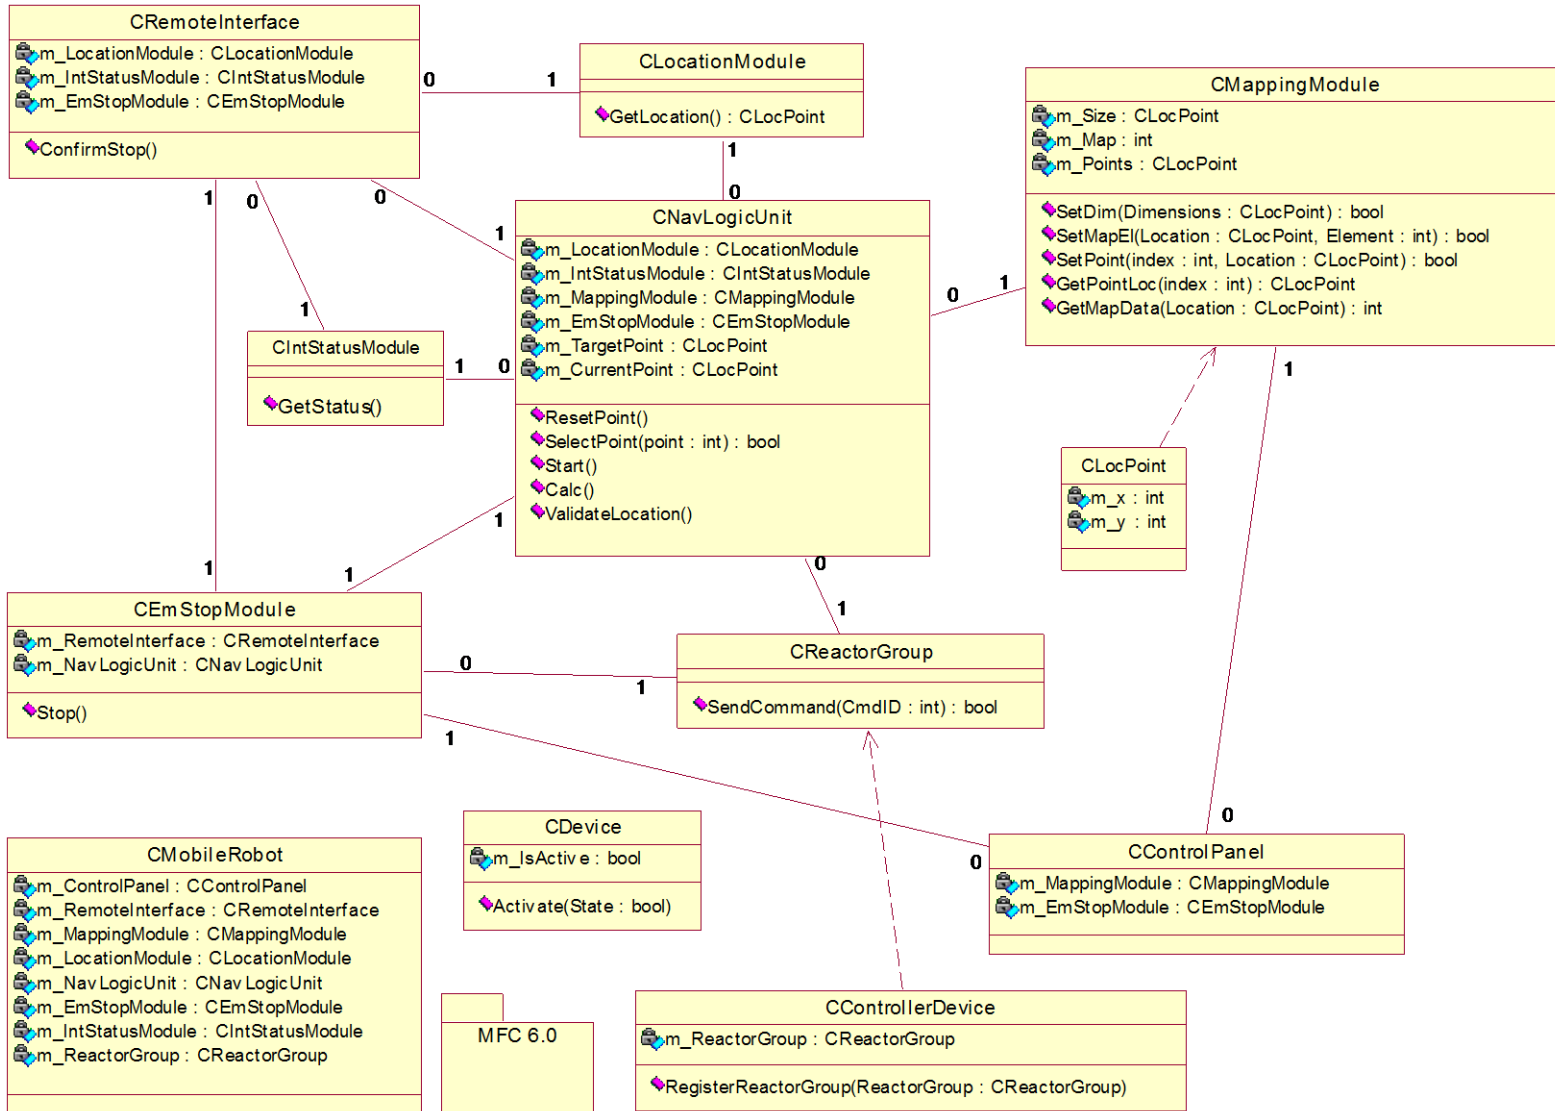 CRemoteInterface
m_LocationModule : CLocationModule
m_IntStatusModule : CIntStatusModule
m_EmStopModule : CEmStopModule
ConfirmStop()
0
1
CLocationModule
GetLocation() : CLocPoint
CMappingModule
m_Size : CLocPoint
m_Map : int
m_Points : CLocPoint
SetDim(Dimensions : CLocPoint) : bool
SetMapEl(Location : CLocPoint, Element : int) : bool
SetPoint(index : int, Location : CLocPoint) : bool
GetPointLoc(index : int) : CLocPoint
GetMapData(Location : CLocPoint) : int
1
0
1
0
0
1
1
0
1
CNavLogicUnit
m_LocationModule : CLocationModule
m_IntStatusModule : CIntStatusModule
m_MappingModule : CMappingModule
m_EmStopModule : CEmStopModule
m_TargetPoint : CLocPoint
m_CurrentPoint : CLocPoint
ResetPoint()
SelectPoint(point : int) : bool
Start()
Calc()
ValidateLocation()
0
1
CIntStatusModule
GetStatus()
1
0
1
CLocPoint
m_x : int
m_y : int
1
1
1
0
1
CEmStopModule
m_RemoteInterface : CRemoteInterface
m_NavLogicUnit : CNavLogicUnit
Stop()
0
1
CReactorGroup
SendCommand(CmdID : int) : bool
1
0
0
CControlPanel
m_MappingModule : CMappingModule
m_EmStopModule : CEmStopModule
CDevice
m_IsActive : bool
Activate(State : bool)
CMobileRobot
m_ControlPanel : CControlPanel
m_RemoteInterface : CRemoteInterface
m_MappingModule : CMappingModule
m_LocationModule : CLocationModule
m_NavLogicUnit : CNavLogicUnit
m_EmStopModule : CEmStopModule
m_IntStatusModule : CIntStatusModule
m_ReactorGroup : CReactorGroup
MFC 6.0
CControllerDevice
m_ReactorGroup : CReactorGroup
RegisterReactorGroup(ReactorGroup : CReactorGroup)